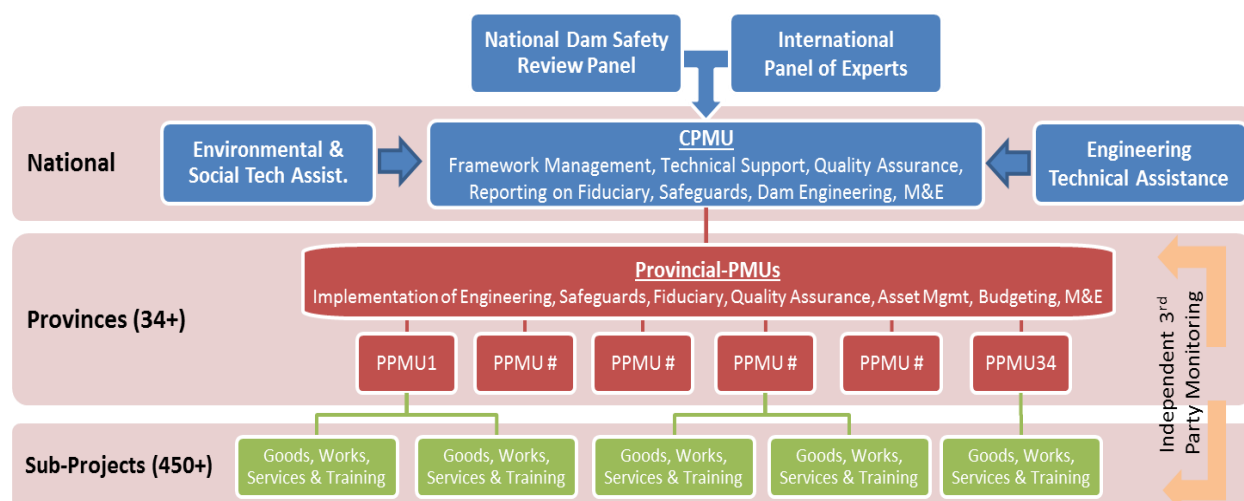 National Dam Safety
Review Panel
International
Panel of Experts
National
Environmental &
Social Tech Assist.
CPMU
Framework Management, Technical Support, Quality Assurance,
Reporting on Fiduciary, Safeguards, Dam Engineering, M&E
Engineering
Technical Assistance
Provinces (34+)
Provincial-PMUs
Implementation of Engineering, Safeguards, Fiduciary, Quality Assurance, Asset Mgmt, Budgeting, M&E
PPMU1
PPMU #
PPMU #
PPMU #
PPMU #
PPMU34
Independent 3rd
Party Monitoring
Sub-Projects (450+)
Goods, Works,
Services & Training
Goods, Works,
Services & Training
Goods, Works,
Services & Training
Goods, Works,
Services & Training
Goods, Works,
Services & Training